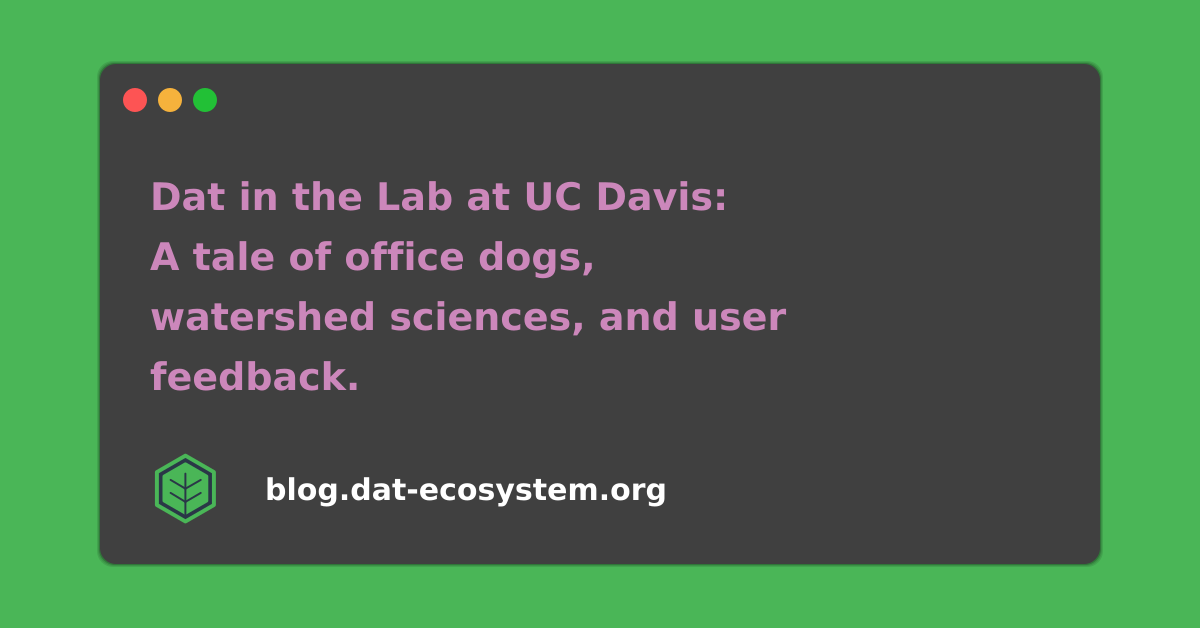 Dat in the Lab at UC Davis:
A tale of office dogs,
watershed sciences, and user
feedback.
blog.dat-ecosystem.org